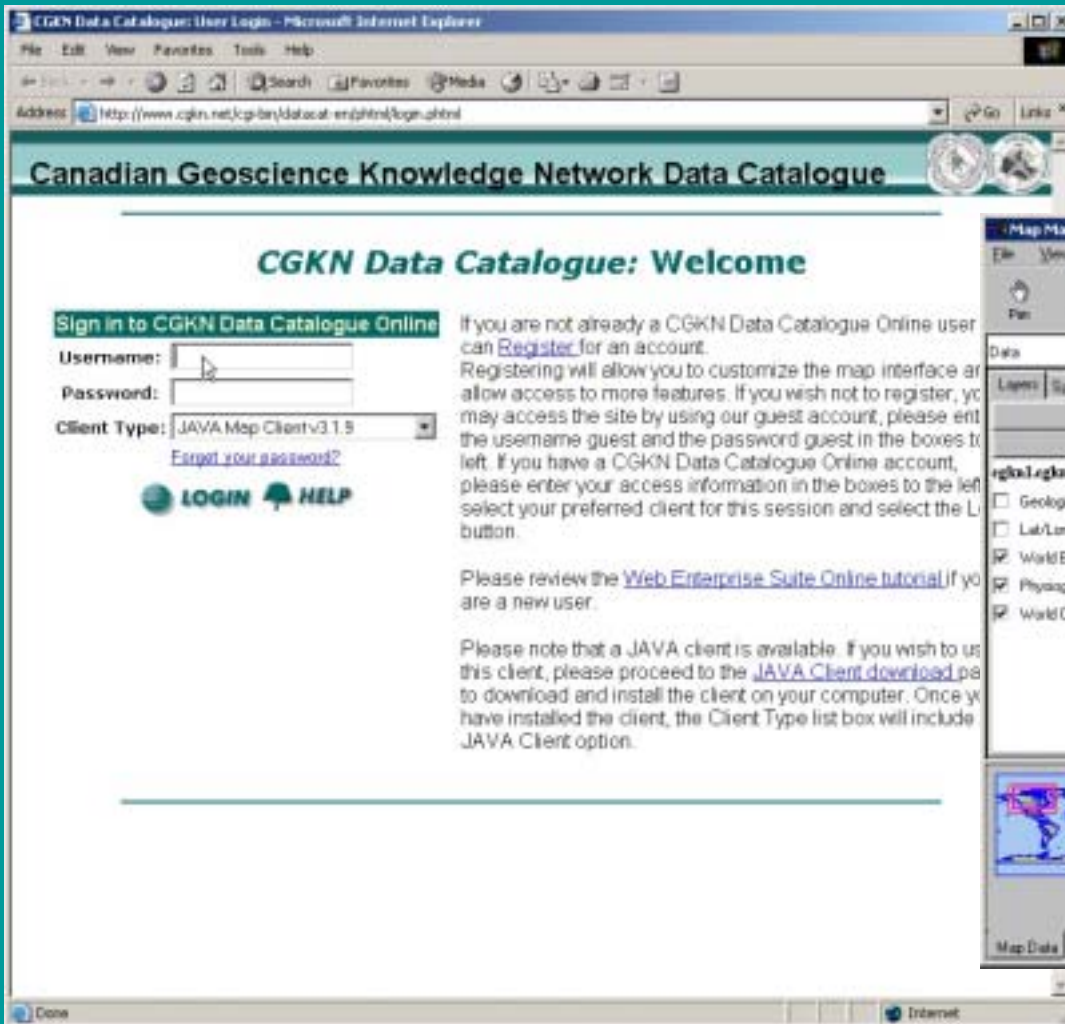 CGKN Data Catalogue: User Login - Microsoft Internet Explorer
File Edit View Favorites Tools Help
Back Search Favorites Media
Address http://www.cgkn.net/cgi-bin/datacat-en/phtml/login.phtml Go Links
Canadian Geoscience Knowledge Network Data Catalogue
CGKN Data Catalogue: Welcome
Sign in to CGKN Data Catalogue Online
Username:
Password:
Client Type: JAVA Map Client v3.1.9
Forgot your password?
LOGIN HELP
If you are not already a CGKN Data Catalogue Online user
can Register for an account.
Registering will allow you to customize the map interface
allow access to more features. If you wish not to register,
may access the site by using our guest account, please
the username guest and the password guest in the boxes
left. If you have a CGKN Data Catalogue Online account,
please enter your access information in the boxes to the left
select your preferred client for this session and select the
button.
Please review the Web Enterprise Suite Online tutorial if
are a new user.
Please note that a JAVA client is available. If you wish to
this client, please proceed to the JAVA Client download
to download and install the client on your computer. Once
have installed the client, the Client Type list box will include
JAVA Client option.
Map
File
Pan
Data
Layers
World
World
Map Data
Done Internet